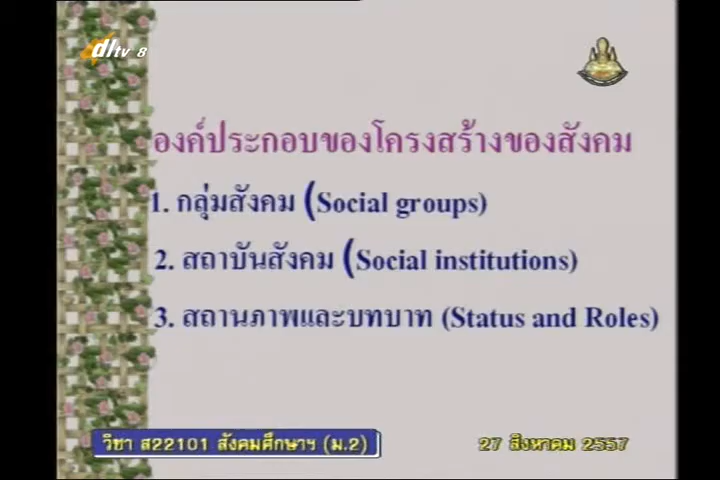 dltv 8
องค์ประกอบของโครงสร้างของสังคม
1. กลุ่มสังคม (Social groups)
2. สถาบันสังคม (Social institutions)
3. สถานภาพและบทบาท (Status and Roles)
วิชา ส22101 สังคมศึกษาฯ (ม.2)
27 สิงหาคม 2557